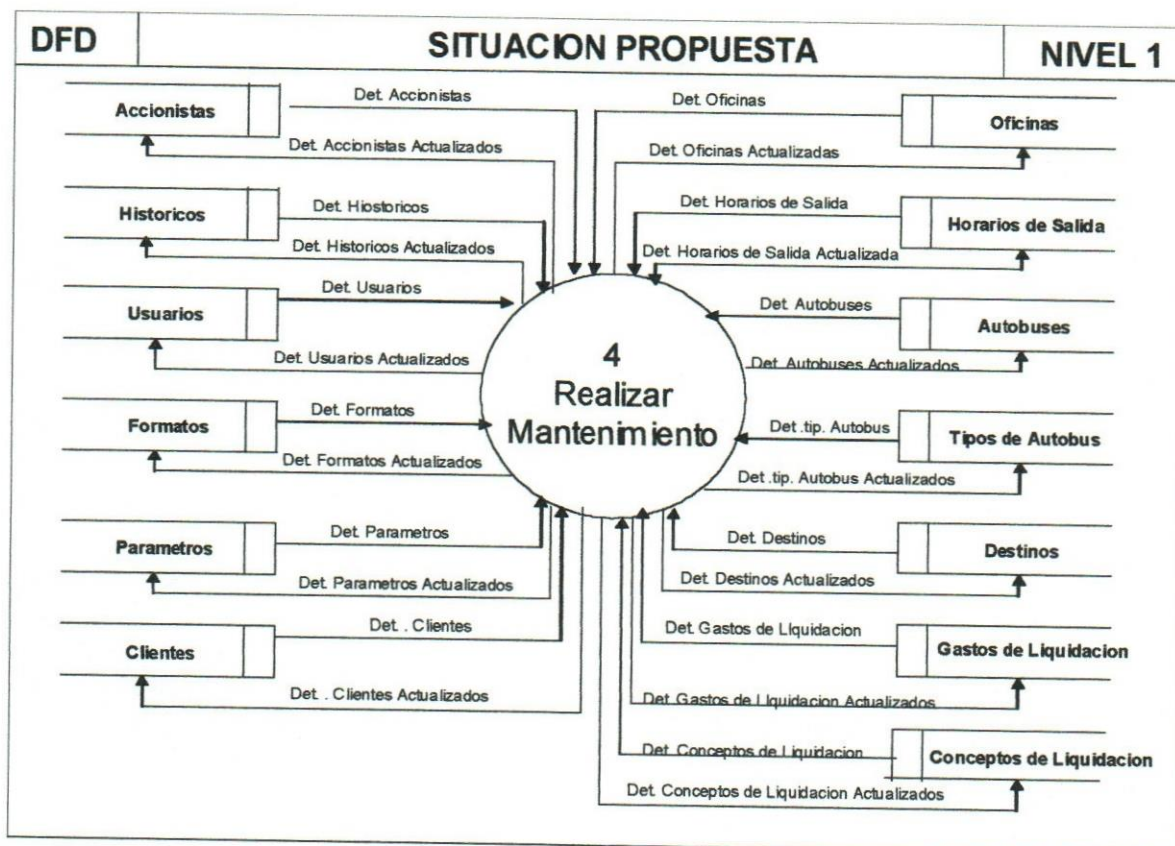 DFD
SITUACION PROPUESTA
NIVEL 1
Accionistas
Det. Accionistas
Det. Accionistas Actualizados
Historicos
Det. Hiostoricos
Det. Historicos Actualizados
Usuarios
Det. Usuarios
Det. Usuarios Actualizados
Formatos
Det. Formatos
Det. Formatos Actualizados
Parametros
Det. Parametros
Det. Parametros Actualizados
Clientes
Det. . Clientes
Det. . Clientes Actualizados
4
Realizar
Mantenimiento
Det. Oficinas
Oficinas
Det. Oficinas Actualizadas
Det. Horarios de Salida
Horarios de Salida
Det. Horarios de Salida Actualizada
Det. Autobuses
Autobuses
Det. Autobuses Actualizados
Det .tip. Autobus
Tipos de Autobus
Det .tip. Autobus Actualizados
Det. Destinos
Destinos
Det. Destinos Actualizados
Det. Gastos de LIquidacion
Gastos de Liquidacion
Det. Gastos de LIquidacion Actualizados
Det. Conceptos de Liquidacion
Conceptos de Liquidacion
Det. Conceptos de Liquidacion Actualizados